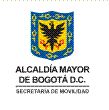 ALCALDÍA MAYOR
DE BOGOTÁ D.C.
SECRETARÍA DE MOVILIDAD